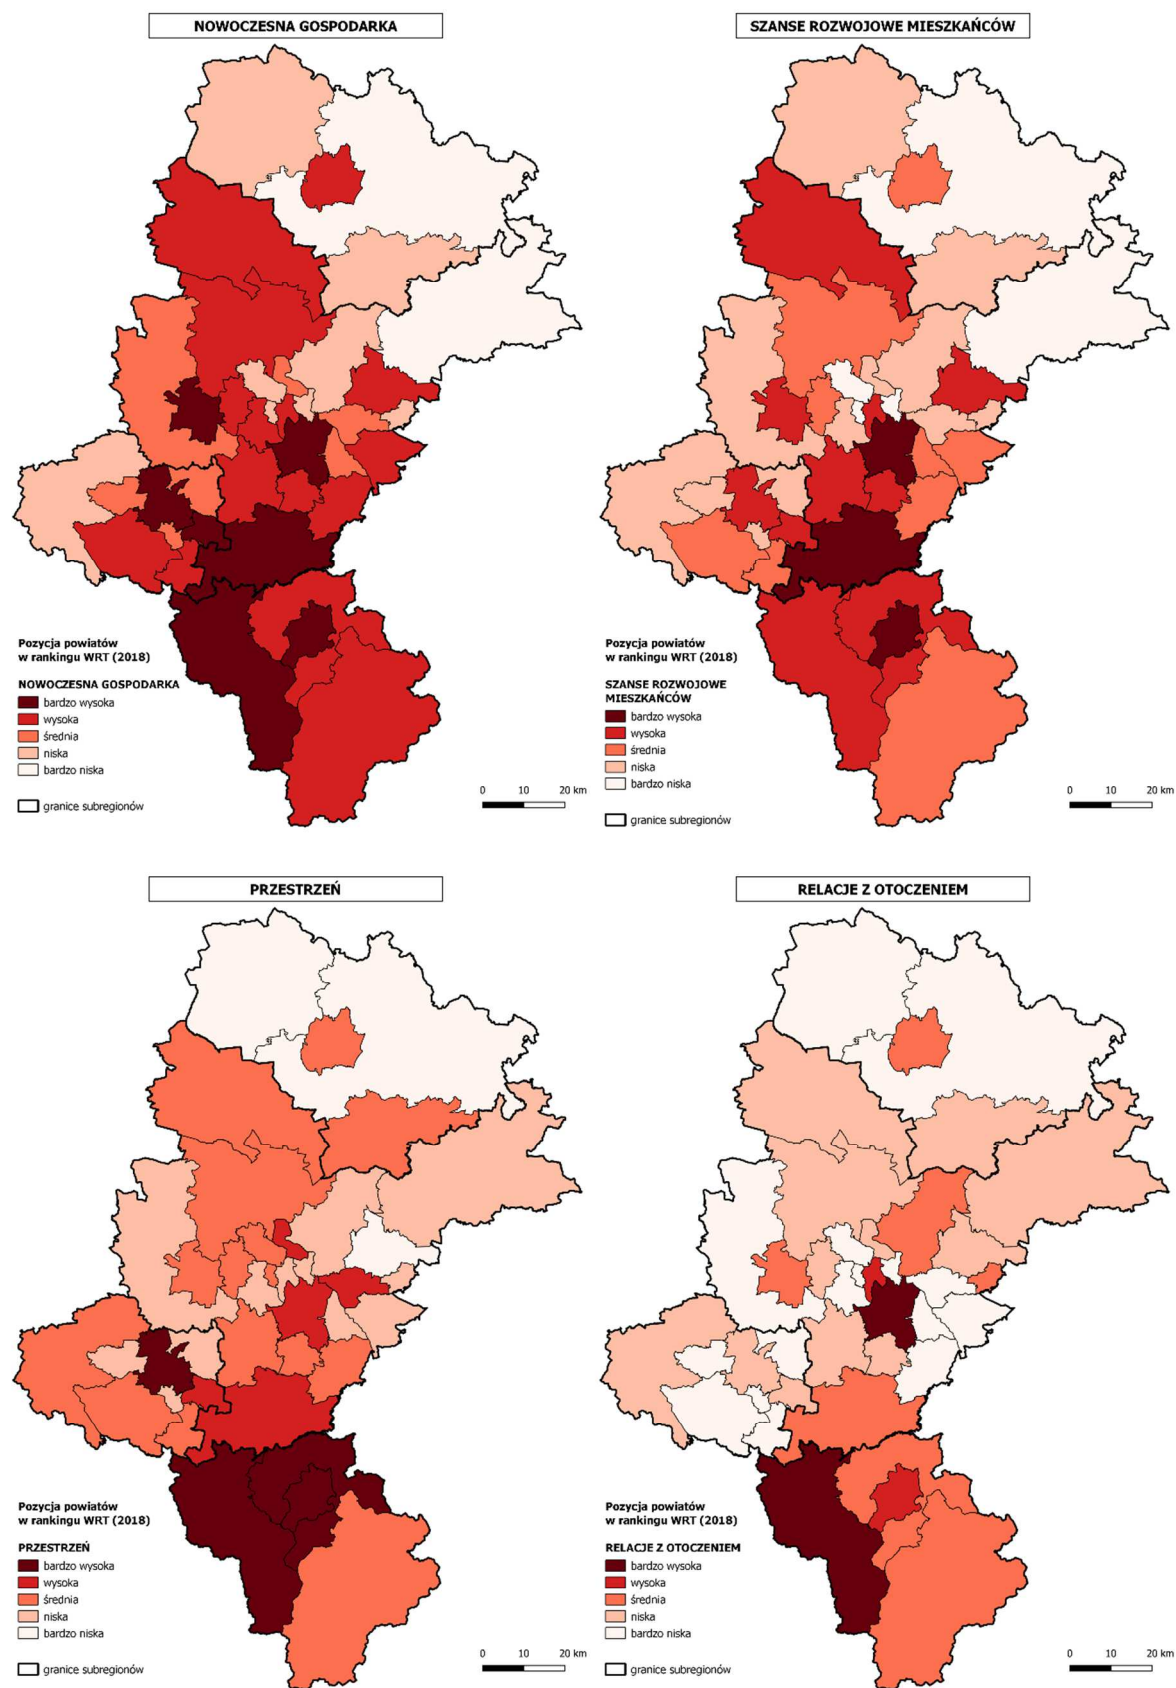 NOWOCZESNA GOSPODARKA
Pozycja powiatów
w rankingu WRT (2018)
NOWOCZESNA GOSPODARKA
bardzo wysoka
wysoka
średnia
niska
bardzo niska
granice subregionów
0 10 20 km
SZANSE ROZWOJOWE MIESZKAŃCÓW
Pozycja powiatów
w rankingu WRT (2018)
SZANSE ROZWOJOWE
MIESZKAŃCÓW
bardzo wysoka
wysoka
średnia
niska
bardzo niska
granice subregionów
0 10 20 km
PRZESTRZEŃ
Pozycja powiatów
w rankingu WRT (2018)
PRZESTRZEŃ
bardzo wysoka
wysoka
średnia
niska
bardzo niska
granice subregionów
0 10 20 km
RELACJE Z OTOCZENIEM
Pozycja powiatów
w rankingu WRT (2018)
RELACJE Z OTOCZENIEM
bardzo wysoka
wysoka
średnia
niska
bardzo niska
granice subregionów
0 10 20 km